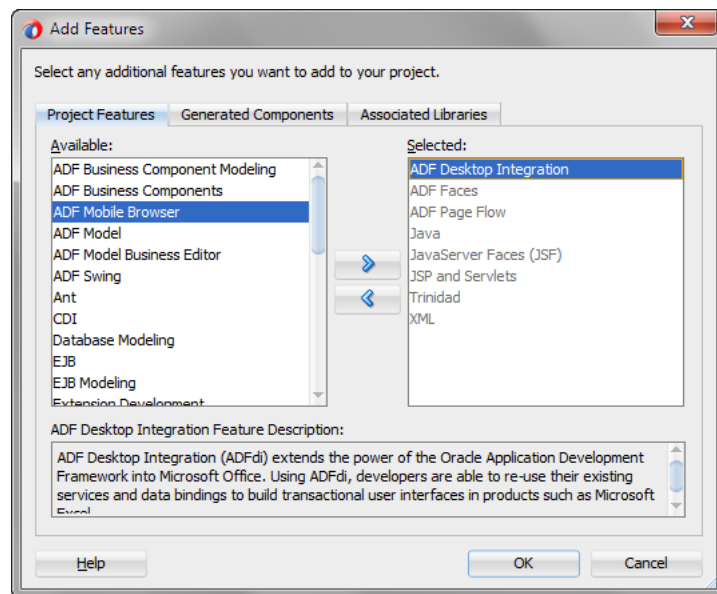 Add Features
Select any additional features you want to add to your project.
Project Features Generated Components Associated Libraries
Available:
ADF Business Component Modeling
ADF Business Components
ADF Mobile Browser
ADF Model
ADF Model Business Editor
ADF Swing
Ant
CDI
Database Modeling
EJB
EJB Modeling
Extension Development
Selected:
ADF Desktop Integration
ADF Faces
ADF Page Flow
Java
JavaServer Faces (JSF)
JSP and Servlets
Trinidad
XML
ADF Desktop Integration Feature Description:
ADF Desktop Integration (ADFdi) extends the power of the Oracle Application Development
Framework into Microsoft Office. Using ADFdi, developers are able to re-use their existing
services and data bindings to build transactional user interfaces in products such as Microsoft
Excel
Help OK Cancel